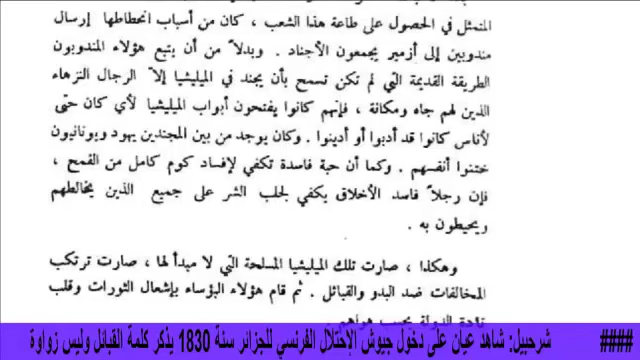 المتمثل في الحصول على طاعة هذا الشعب ، كان من أسباب انحطاطها إرسال
مندوبين إلى أزمير يجمعون الأجناد . وبدلاً من أن يتبع هؤلاء المندوبون
الطريقة القديمة التي لم تكن تسمح بأن يجند في الميليشيا إلاّ الرجال النزهاء
الذين لهم جاه ومكانة ، فإنهم كانوا يفتحون أبواب الميليشيا لأي كان حتى
لأناس كانوا قد أدبوا أو أدينوا . وكان يوجد من بين المجندين يهود ويونانيون
ختنوا أنفسهم . وكما أن حبة فاسدة تكفي لإفساد كوم كامل من القمح ،
فإن رجلاً فاسد الأخلاق يكفي لجلب الشر على جميع الذين يخالطهم
ويحيطون به .
وهكذا ، صارت تلك الميليشيا المسلحة التي لا مبدأ لها ، صارت ترتكب
المخالفات ضد البدو والقبائل . ثم قام هؤلاء البؤساء بإشعال الثورات وقلب
الدولة بحسب هواهم
#### شرحبيل: شاهد عيان على دخول جيوش الإحتلال الفرنسي للجزائر سنة 1830 يذكر كلمة القبائل وليس زواوة